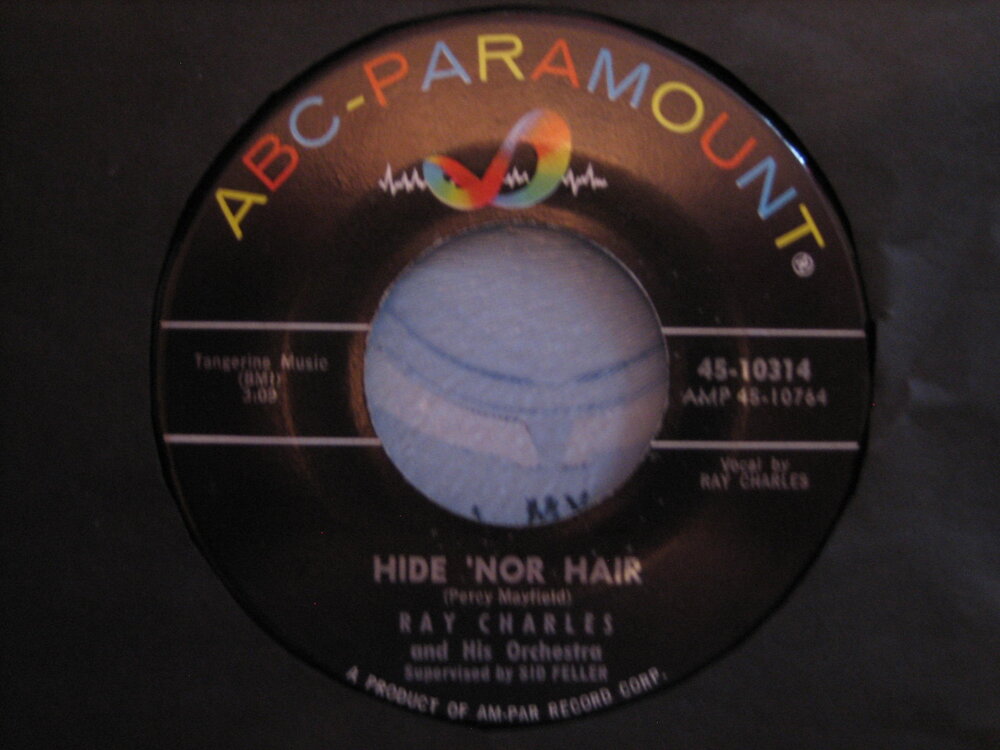 ABC-PARAMOUNT
®
Tangerine Music
(BMI)
3:05
45-10314
AMP 45-10764
Vocal by
RAY CHARLES
HIDE 'NOR HAIR
(Percy Mayfield)
RAY CHARLES
and His Orchestra
Supervised by SID FELLER
A PRODUCT OF AM-PAR RECORD CORP.